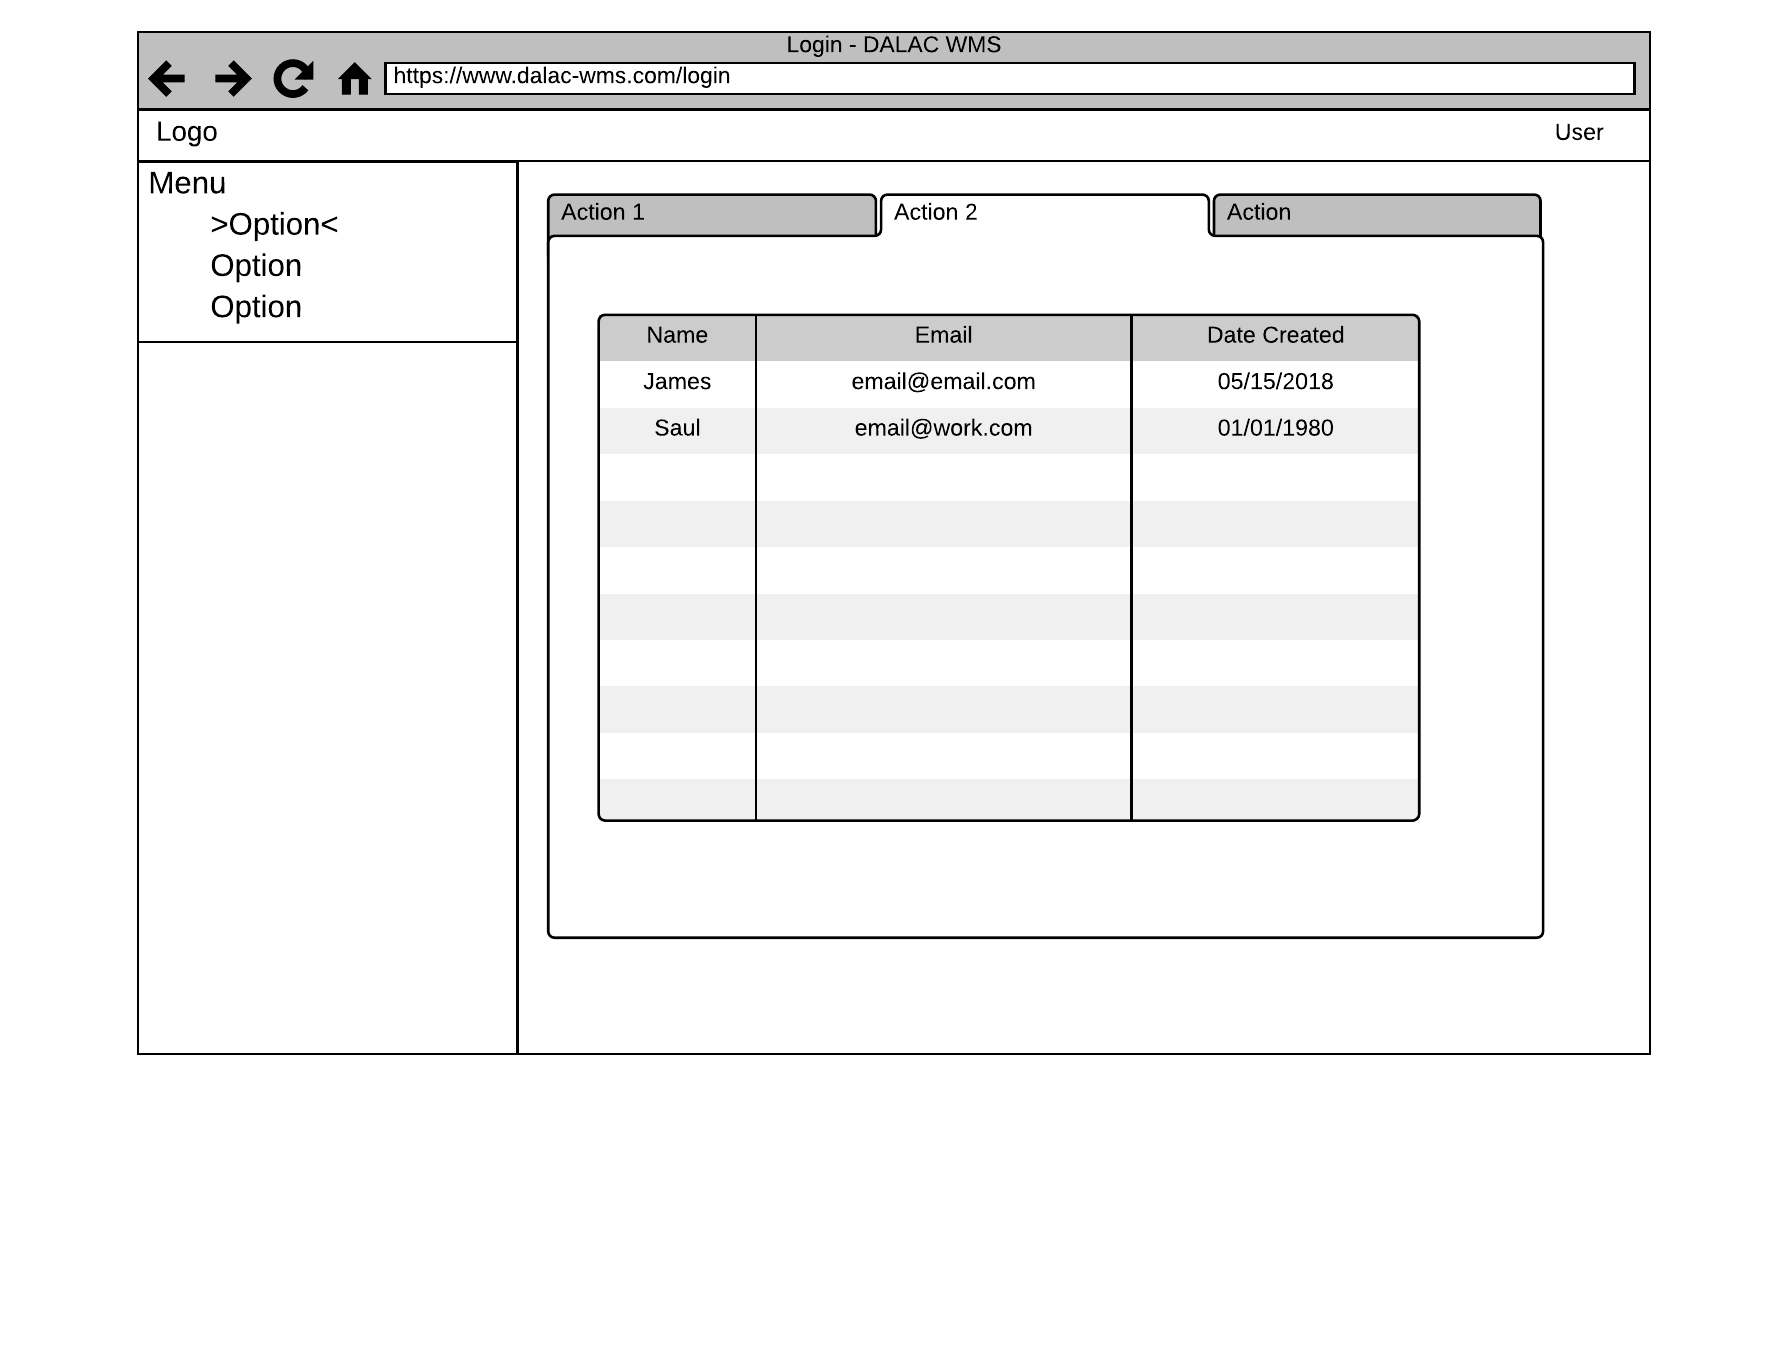 Login - DALAC WMS
https://www.dalac-wms.com/login
Logo
User
Menu
>Option<
Option
Option
Action 1
Action 2
Action
Name Email Date Created
James email@email.com 05/15/2018
Saul email@work.com 01/01/1980